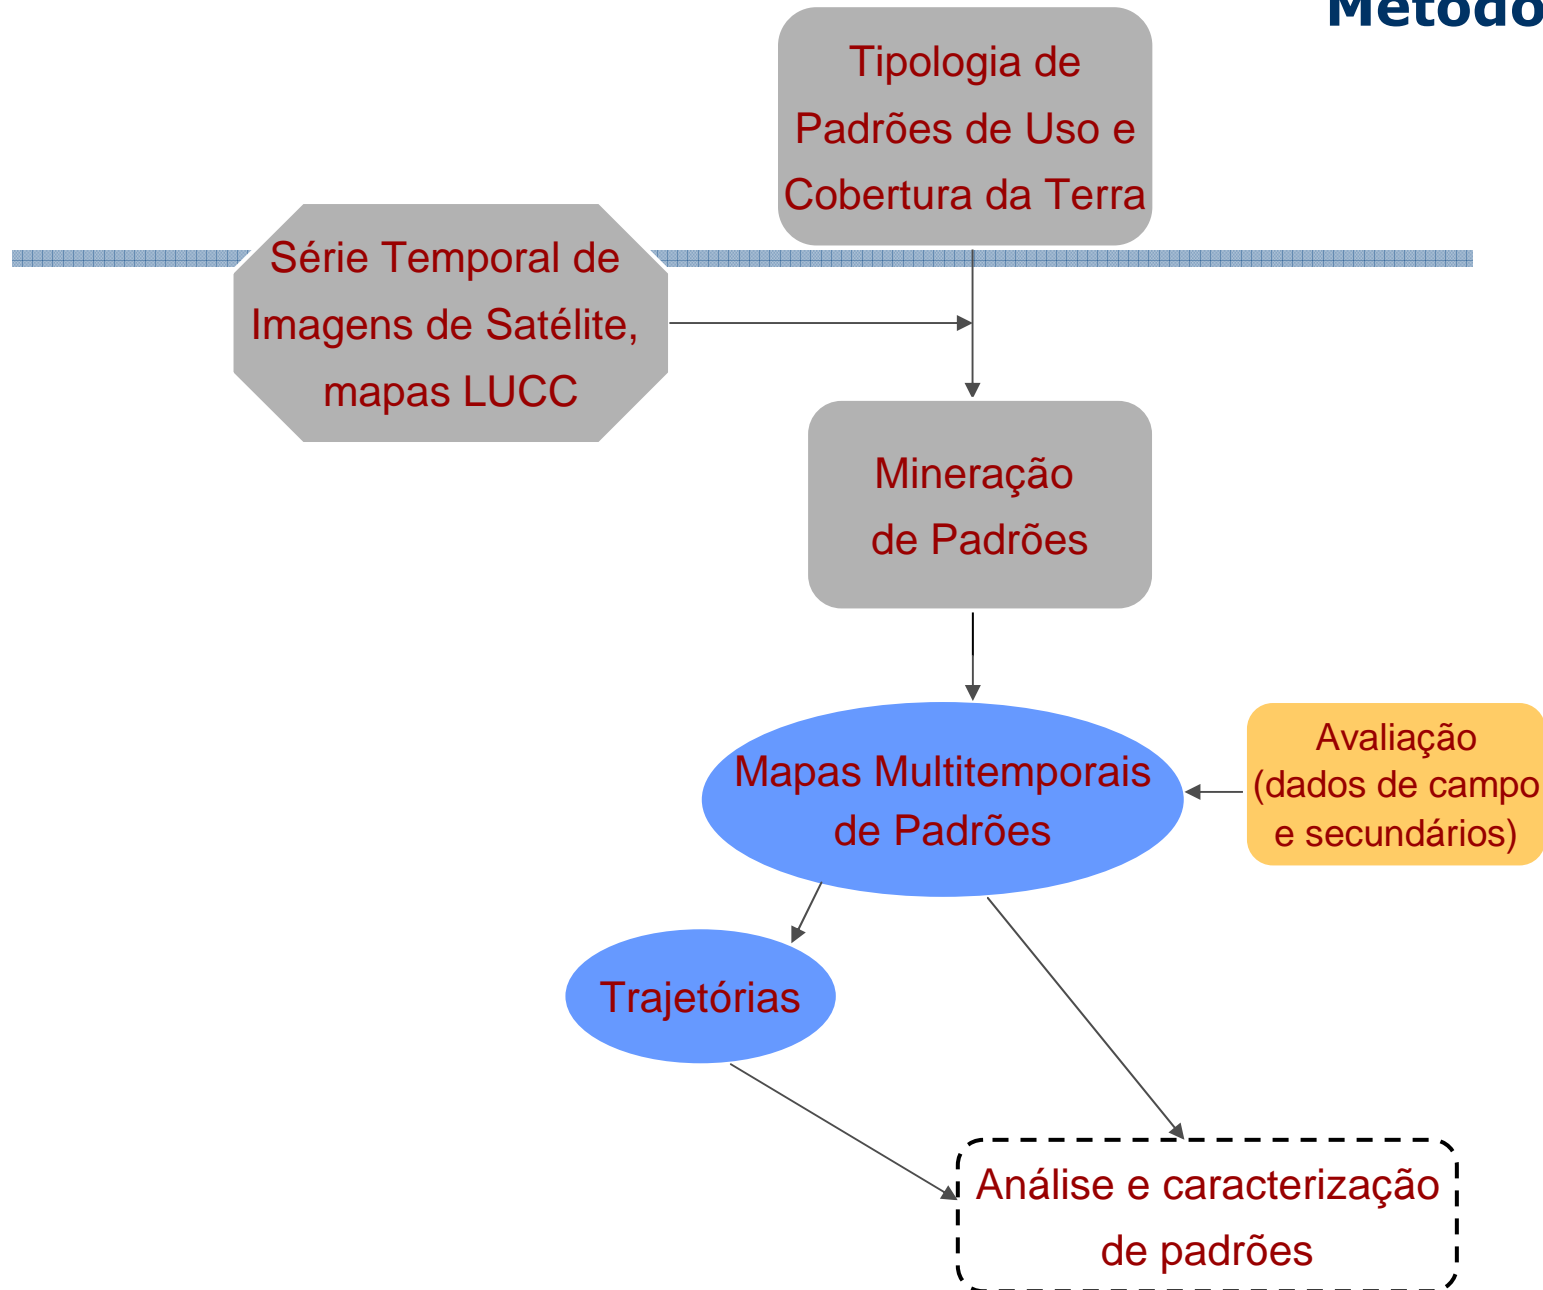 Método
Tipologia de
Padrões de Uso e
Cobertura da Terra
Série Temporal de
Imagens de Satélite,
mapas LUCC
Mineração
de Padrões
Mapas Multitemporais
de Padrões
Avaliação
(dados de campo
e secundários)
Trajetórias
Análise e caracterização
de padrões